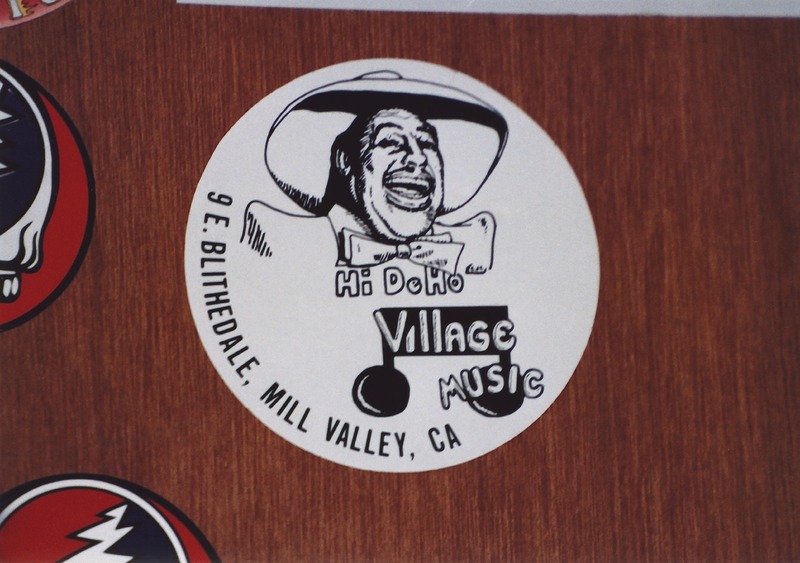 Hi DeHo
Village
MUSIC
9 E. BLITHEDALE, MILL VALLEY, CA